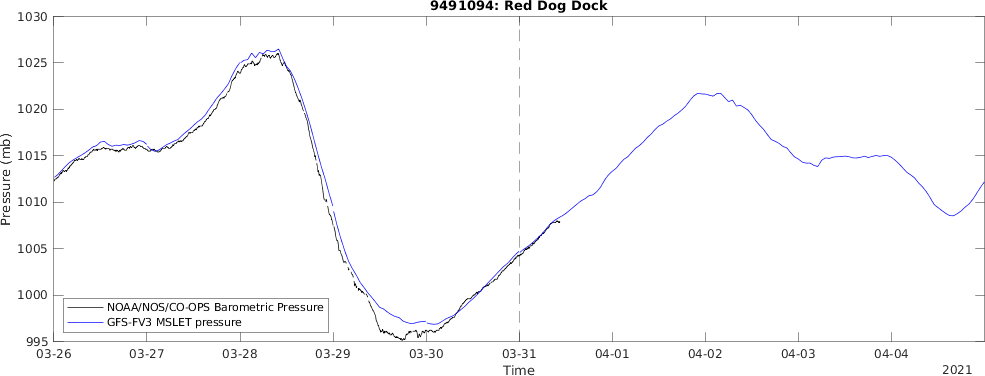 9491094: Red Dog Dock
1030
1025
1020
1015
1010
1005
1000
995
Pressure (mb)
NOAA/NOS/CO-OPS Barometric Pressure
GFS-FV3 MSLET pressure
03-26 03-27 03-28 03-29 03-30 03-31 04-01 04-02 04-03 04-04
Time
2021